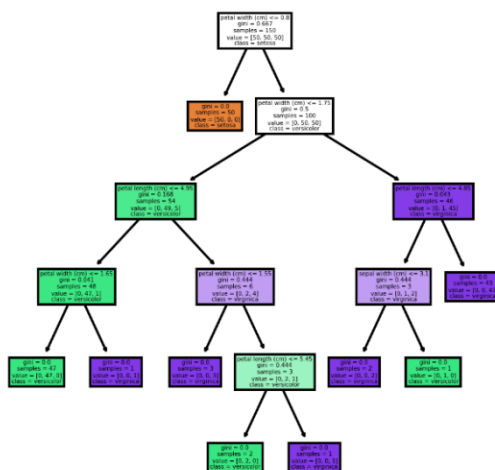 petal width (cm) <= 0.8
gini = 0.667
samples = 150
value = [50, 50, 50]
class = setosa
gini = 0.0
samples = 50
value = [50, 0, 0]
class = setosa
petal width (cm) <= 1.75
gini = 0.5
samples = 100
value = [0, 50, 50]
class = versicolor
petal length (cm) <= 4.95
gini = 0.168
samples = 54
value = [0, 49, 5]
class = versicolor
petal length (cm) <= 4.85
gini = 0.043
samples = 46
value = [0, 1, 45]
class = virginica
petal width (cm) <= 1.65
gini = 0.041
samples = 48
value = [0, 47, 1]
class = versicolor
petal width (cm) <= 1.55
gini = 0.444
samples = 6
value = [0, 2, 4]
class = virginica
sepal width (cm) <= 3.1
gini = 0.444
samples = 3
value = [0, 1, 2]
class = virginica
gini = 0.0
samples = 43
value = [0, 0, 43]
class = virginica
gini = 0.0
samples = 47
value = [0, 47, 0]
class = versicolor
gini = 0.0
samples = 1
value = [0, 0, 1]
class = virginica
gini = 0.0
samples = 3
value = [0, 0, 3]
class = virginica
petal length (cm) <= 5.45
gini = 0.444
samples = 3
value = [0, 2, 1]
class = versicolor
gini = 0.0
samples = 2
value = [0, 0, 2]
class = virginica
gini = 0.0
samples = 1
value = [0, 1, 0]
class = versicolor
gini = 0.0
samples = 2
value = [0, 2, 0]
class = versicolor
gini = 0.0
samples = 1
value = [0, 0, 1]
class = virginica